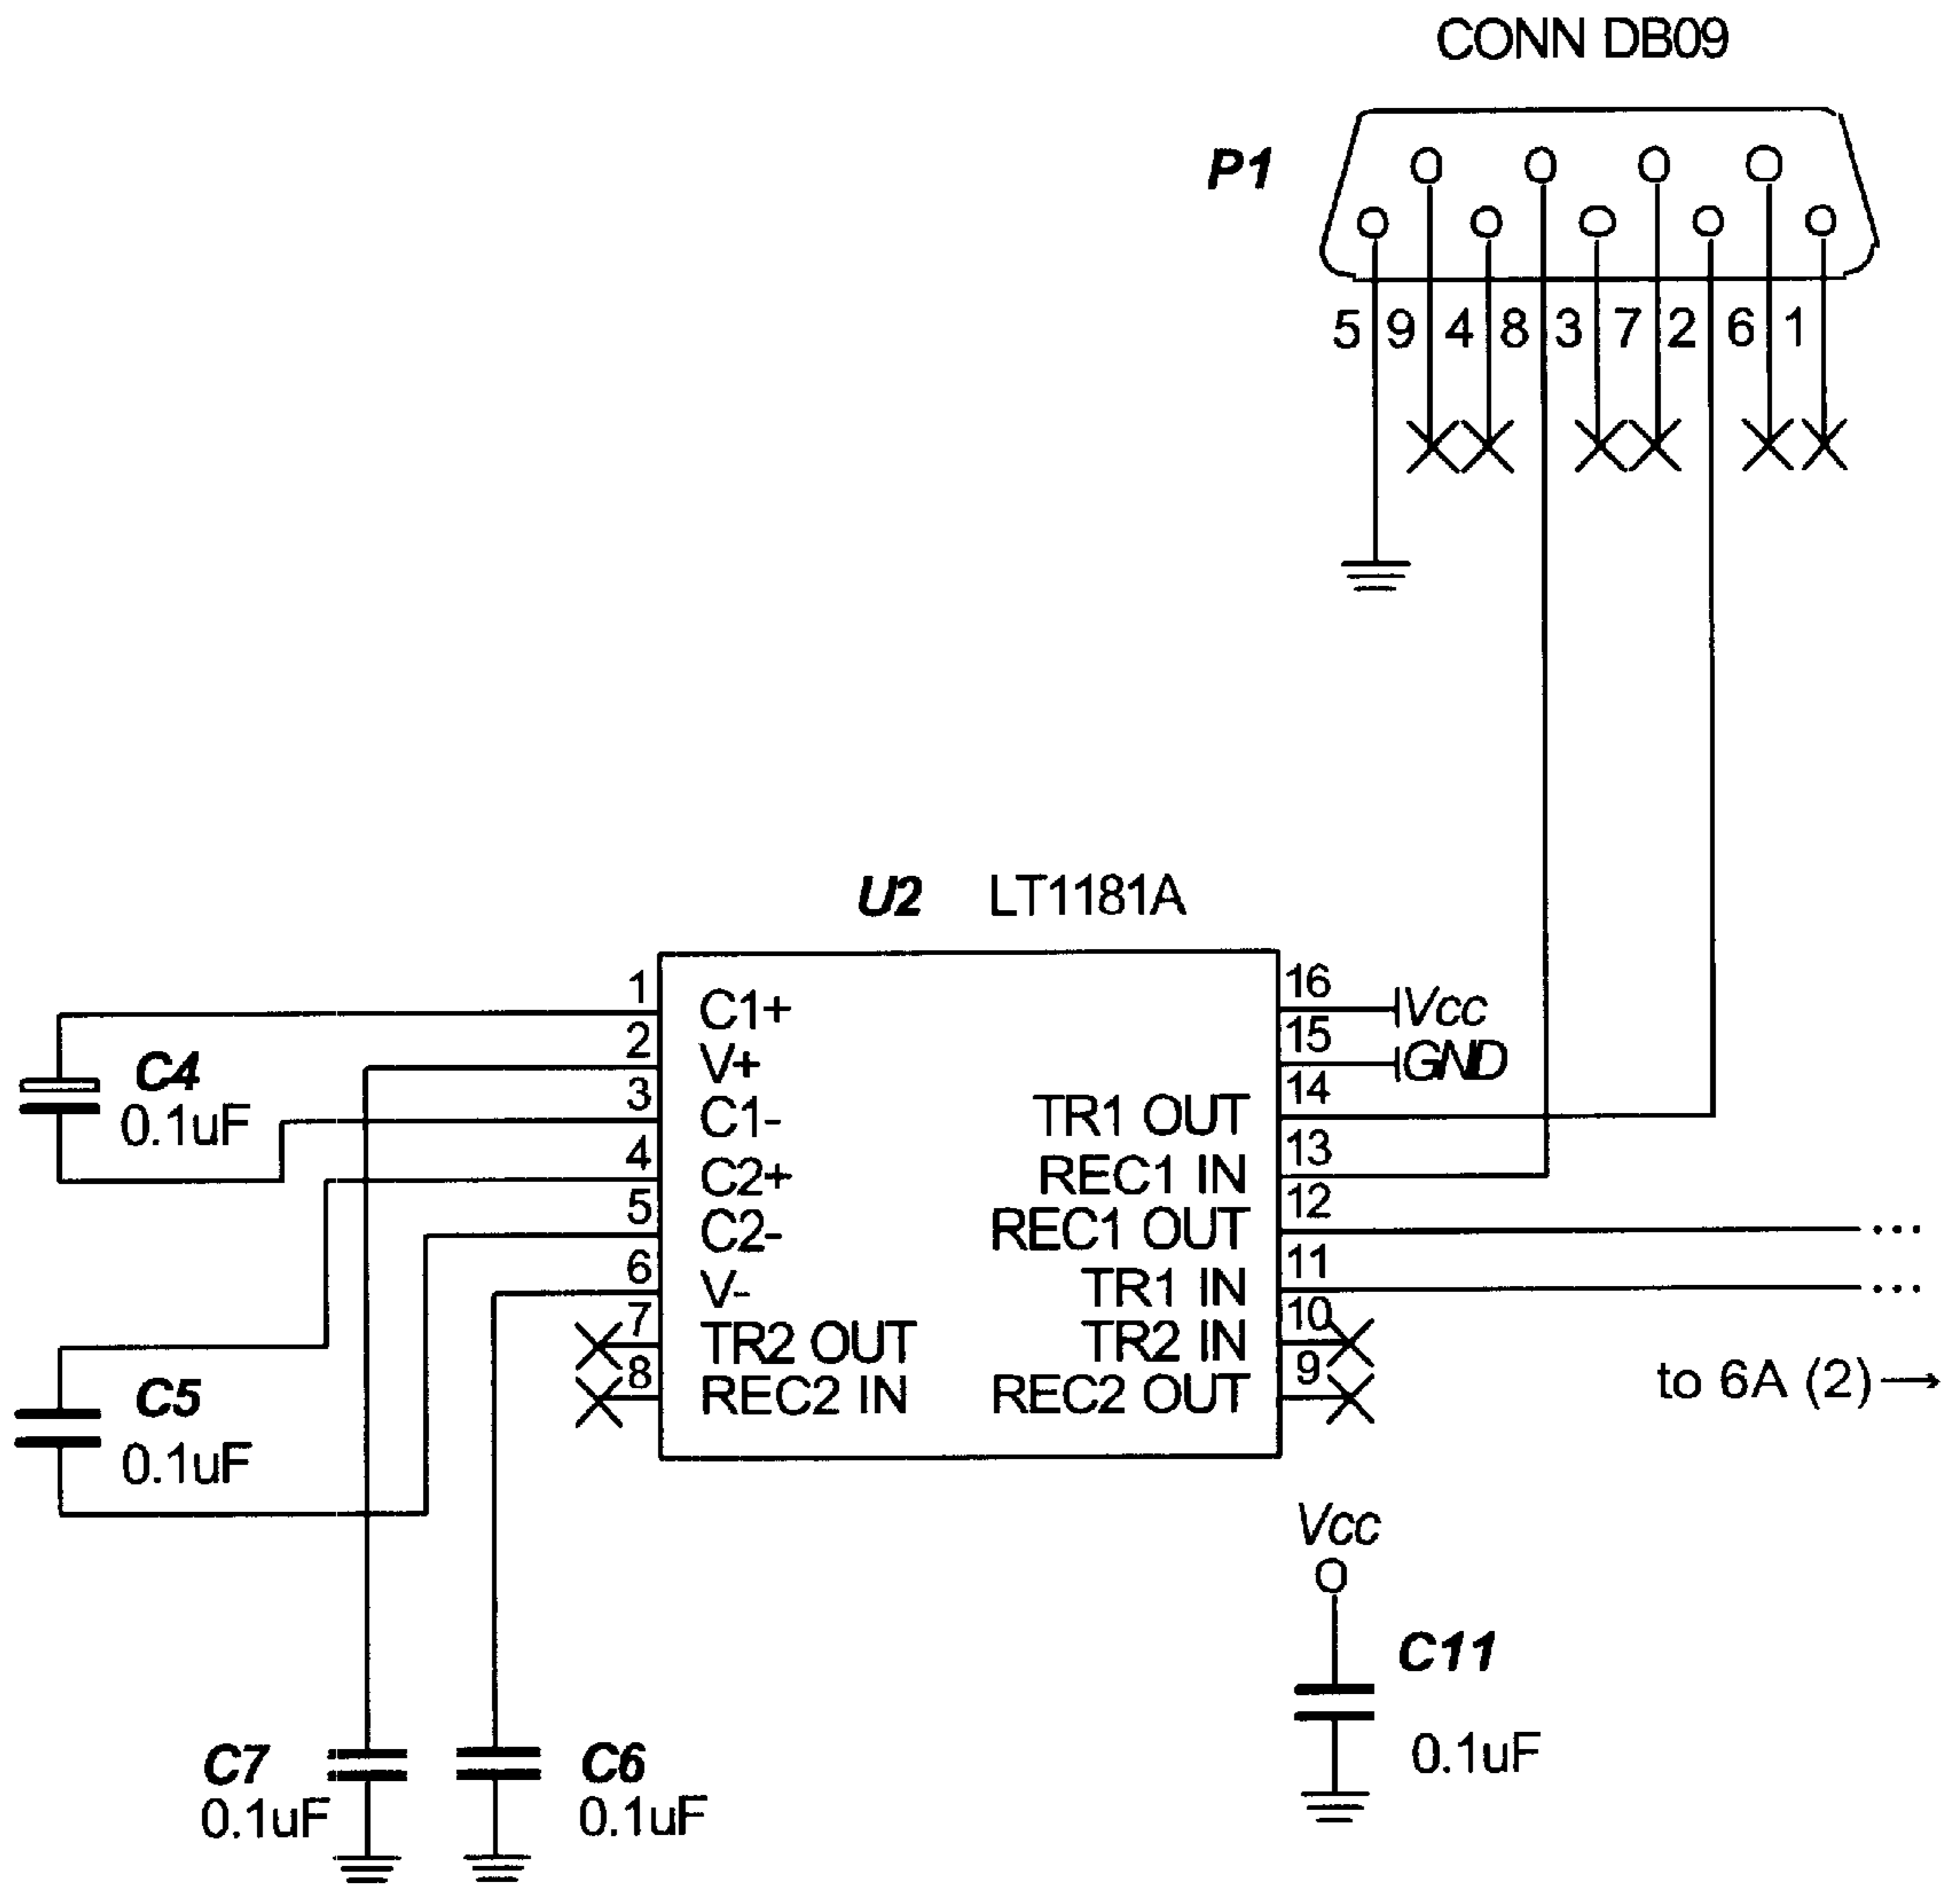 CONN DB09
P1
5 9 4 8 3 7 2 6 1
U2 LT1181A
1 C1+
2 V+
3 C1-
4 C2+
5 C2-
6 V-
7 TR2 OUT
8 REC2 IN
16 Vcc
15 GND
14 TR1 OUT
13 REC1 IN
12 REC1 OUT ...
11 TR1 IN ...
10 TR2 IN
9 REC2 OUT
to 6A (2)→
C4
0.1uF
C5
0.1uF
C7
0.1uF
C6
0.1uF
Vcc
C11
0.1uF